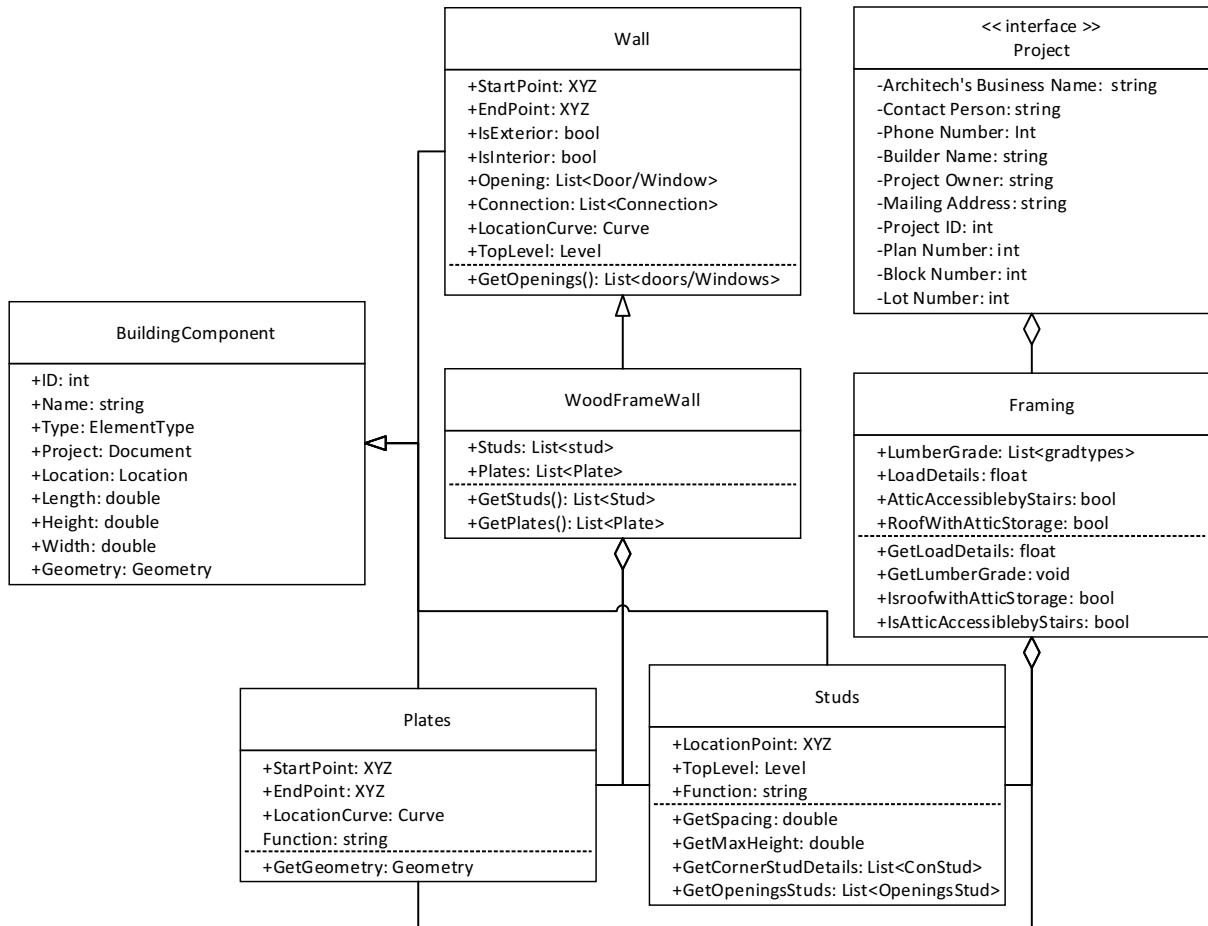 Wall
+StartPoint: XYZ
+EndPoint: XYZ
+IsExterior: bool
+IsInterior: bool
+Opening: List<Door/Window>
+Connection: List<Connection>
+LocationCurve: Curve
+TopLevel: Level
+GetOpenings(): List<doors/Windows>
<< interface >>
Project
-Architech's Business Name: string
-Contact Person: string
-Phone Number: Int
-Builder Name: string
-Project Owner: string
-Mailing Address: string
-Project ID: int
-Plan Number: int
-Block Number: int
-Lot Number: int
BuildingComponent
+ID: int
+Name: string
+Type: ElementType
+Project: Document
+Location: Location
+Length: double
+Height: double
+Width: double
+Geometry: Geometry
WoodFrameWall
+Studs: List<stud>
+Plates: List<Plate>
+GetStuds(): List<Stud>
+GetPlates(): List<Plate>
Framing
+LumberGrade: List<gradtypes>
+LoadDetails: float
+AtticAccessiblebyStairs: bool
+RoofWithAtticStorage: bool
+GetLoadDetails: float
+GetLumberGrade: void
+IsroofwithAtticStorage: bool
+IsAtticAccessiblebyStairs: bool
Plates
+StartPoint: XYZ
+EndPoint: XYZ
+LocationCurve: Curve
Function: string
+GetGeometry: Geometry
Studs
+LocationPoint: XYZ
+TopLevel: Level
+Function: string
+GetSpacing: double
+GetMaxHeight: double
+GetCornerStudDetails: List<ConStud>
+GetOpeningsStuds: List<OpeningsStud>